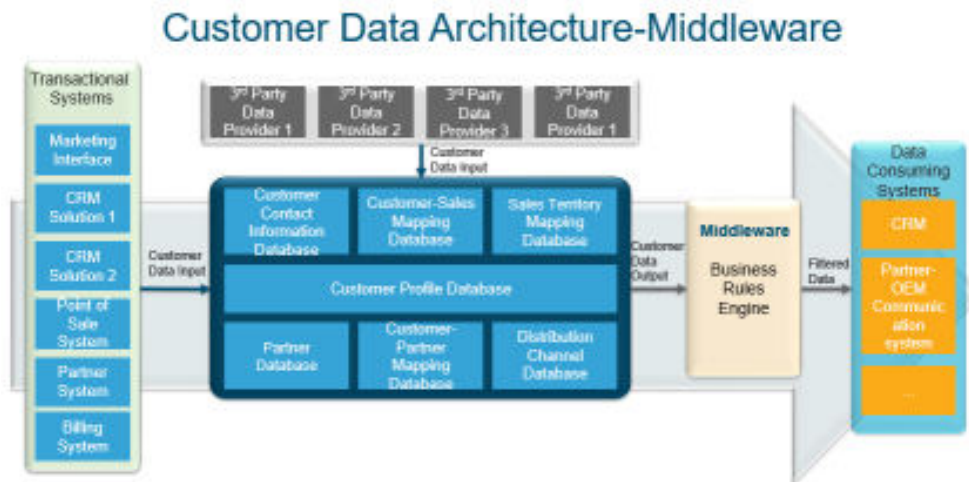 Customer Data Architecture-Middleware
Transactional
Systems
Marketing
Interface
CRM
Solution 1
CRM
Solution 2
Point of
Sale
System
Partner
System
Billing
System
3rd Party
Data
Provider 1
3rd Party
Data
Provider 2
3rd Party
Data
Provider 3
3rd Party
Data
Provider 1
Customer
Data Input
Customer
Data Input
Customer
Contact
Information
Database
Customer-Sales
Mapping
Database
Sales Territory
Mapping
Database
Customer Profile Database
Partner
Database
Customer-
Partner
Mapping
Database
Distribution
Channel
Database
Customer
Data
Output
Middleware
Business
Rules
Engine
Filtered
Data
Data
Consuming
Systems
CRM
Partner-
OEM
Communic
ation
system
...